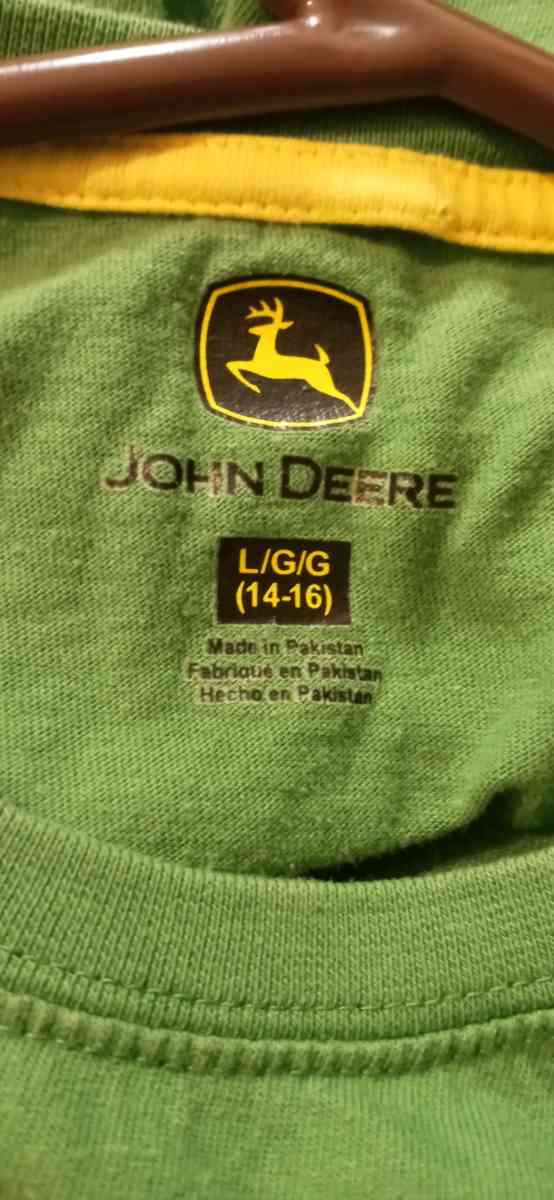 JOHN DEERE
L/G/G
(14-16)
Made in Pakistan
Fabriqué en Pakistan
Hecho en Pakistan